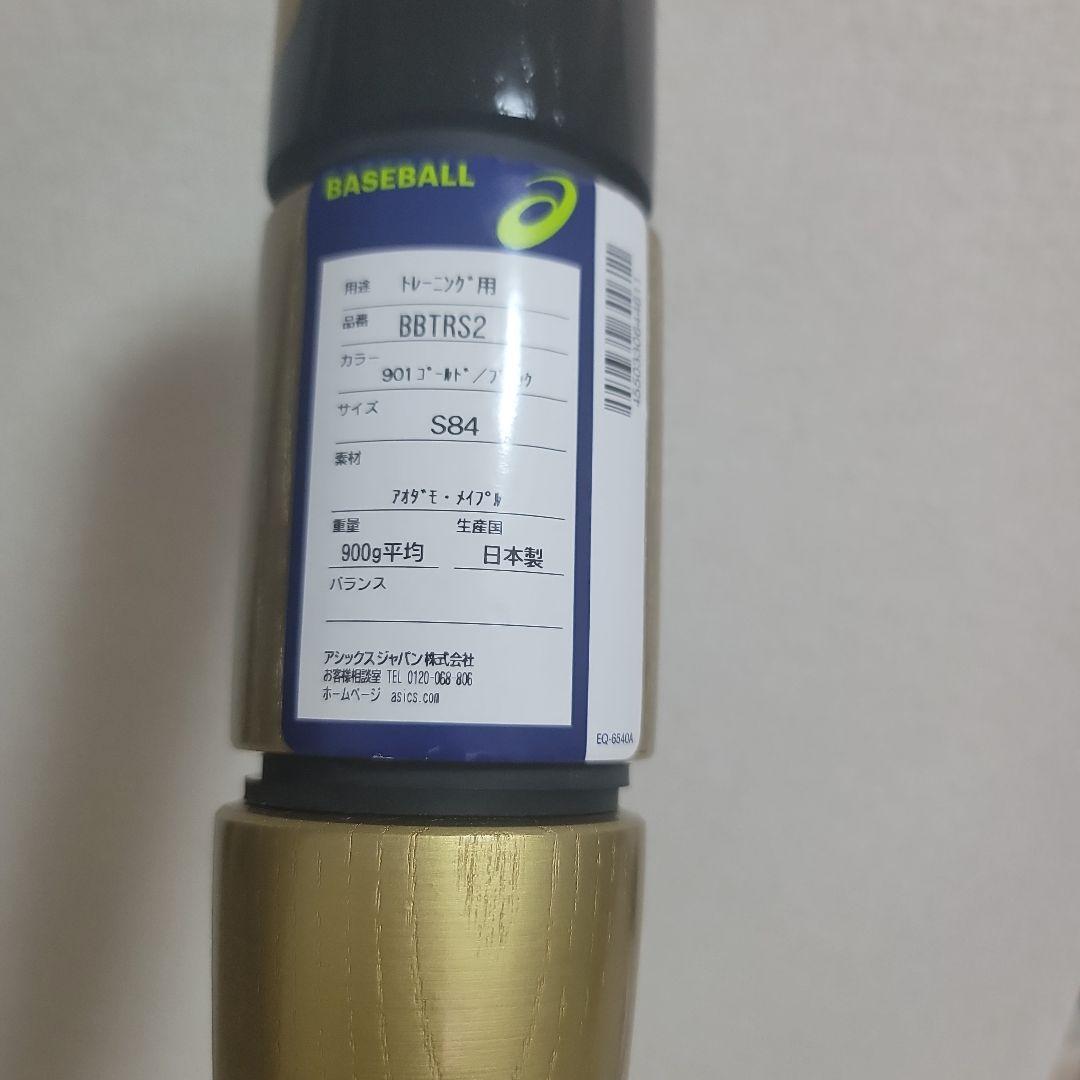 BASEBALL
用途 ﾄﾚｰﾆﾝｸﾞ用
品番 BBTRS2
カラー
901 ｺﾞｰﾙﾄﾞ／ﾌﾞﾗｯｸ
サイズ
S84
素材
ｱｵﾀﾞﾓ・ﾒｲﾌﾟﾙ
重量 生産国
900g平均 日本製
バランス
アシックスジャパン株式会社
お客様相談室 TEL 0120-068 806
ホームページ asics.com
EQ-6540A